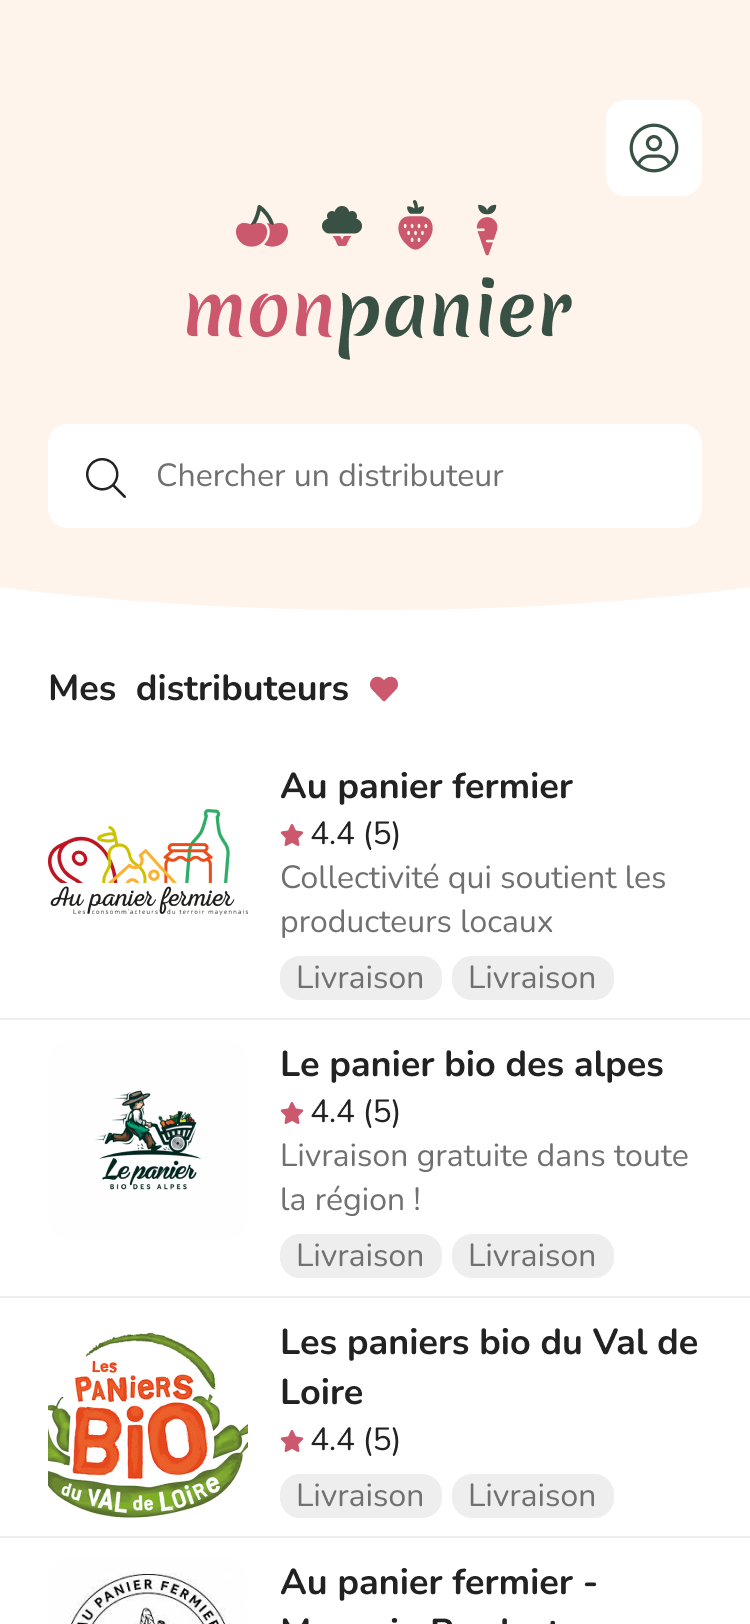 monpanier
Chercher un distributeur
Mes distributeurs
Au panier fermier
4.4 (5)
Collectivité qui soutient les
producteurs locaux
Livraison Livraison
Au panier fermier
Les consomm'acteurs du terroir mayennais
Le panier bio des alpes
4.4 (5)
Livraison gratuite dans toute
la région !
Livraison Livraison
Le panier
BIO DES ALPES
Les paniers bio du Val de
Loire
4.4 (5)
Livraison Livraison
Les
PANiERS
BiO
du VAL de LOiRe
Au panier fermier -
AU PANIER FERMIER